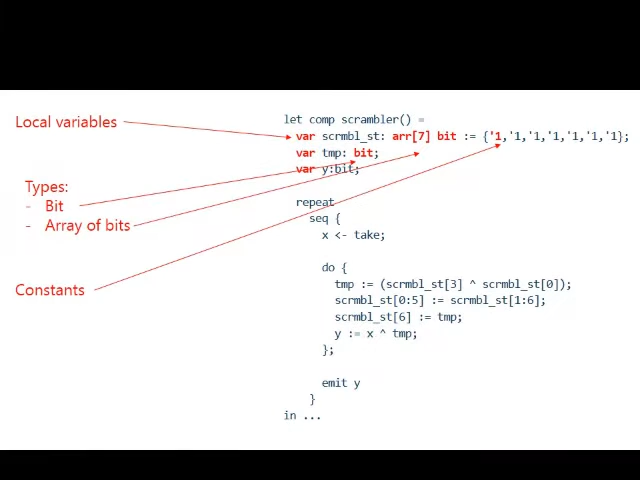 Local variables
Types:
- Bit
- Array of bits
Constants
let comp scrambler() =
var scrmbl_st: arr[7] bit := {'1,'1,'1,'1,'1,'1,'1};
var tmp: bit;
var y:bit;
repeat
seq {
x <- take;
do {
tmp := (scrmbl_st[3] ^ scrmbl_st[0]);
scrmbl_st[0:5] := scrmbl_st[1:6];
scrmbl_st[6] := tmp;
y := x ^ tmp;
};
emit y
}
in ...